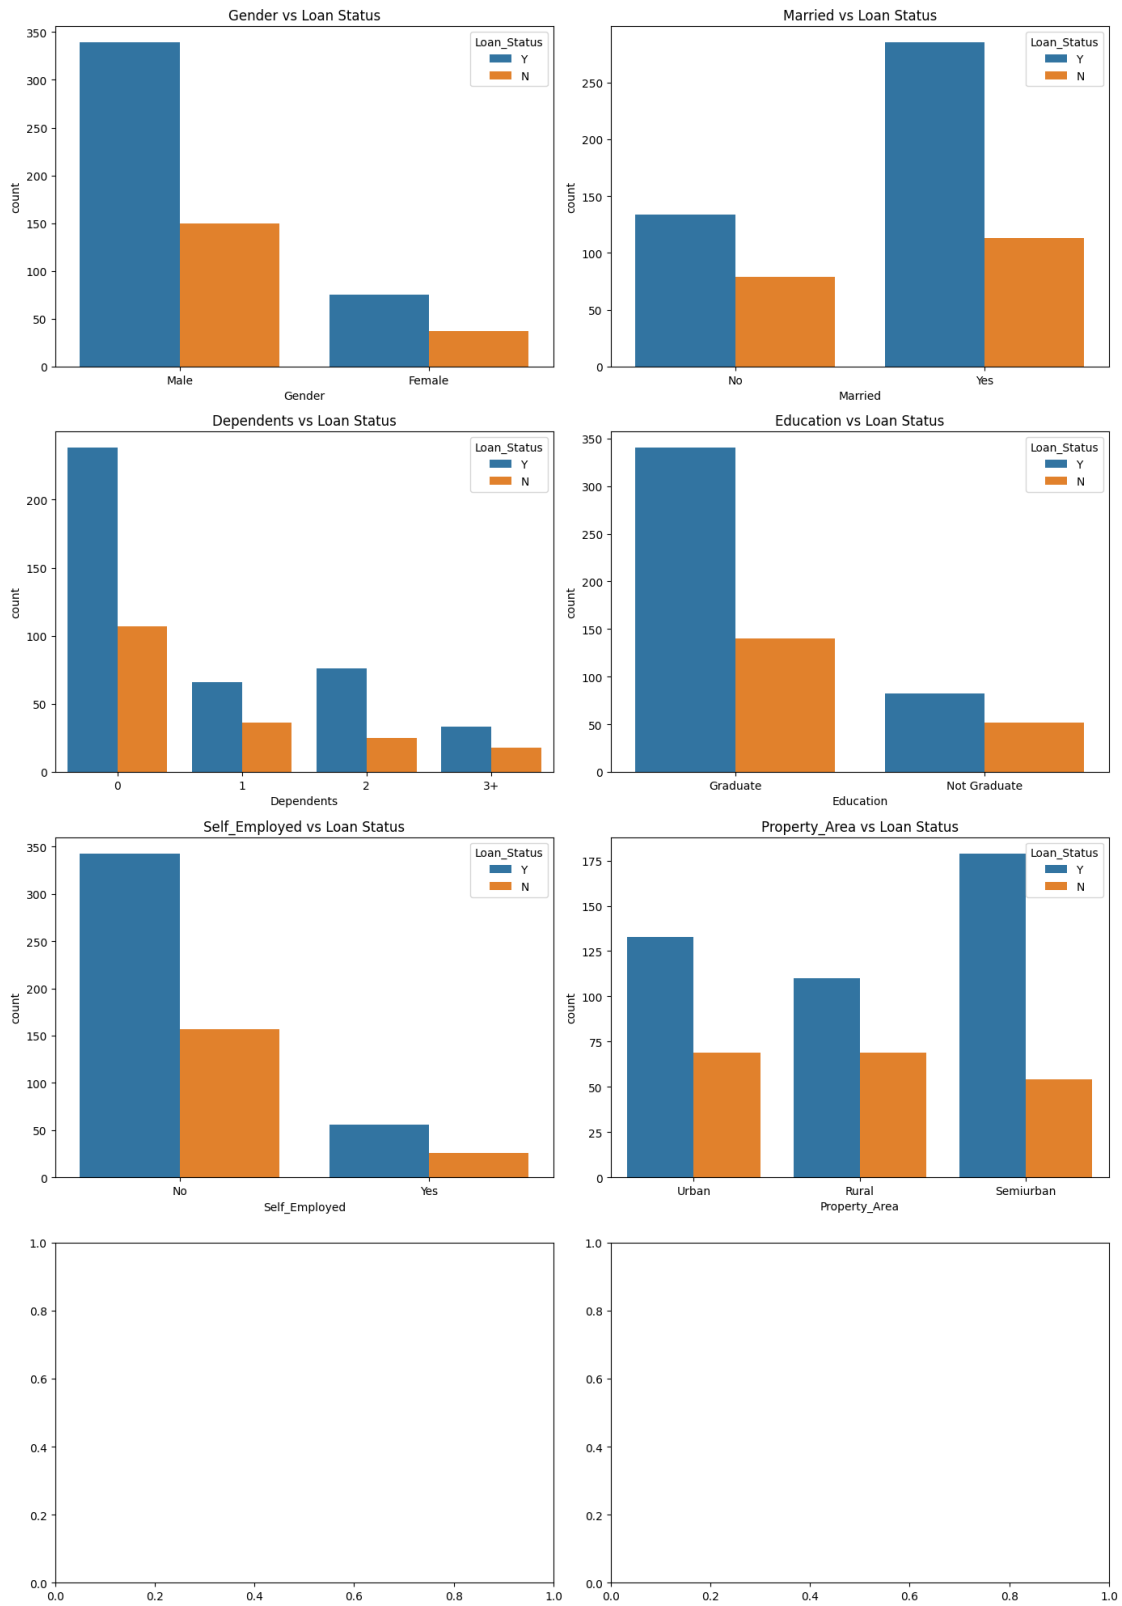 Gender vs Loan Status
350
300
250
200
150
100
50
0
count
Male Female
Gender
Loan_Status
Y
N
Married vs Loan Status
250
200
150
100
50
0
count
No Yes
Married
Loan_Status
Y
N
Dependents vs Loan Status
200
150
100
50
0
count
0 1 2 3+
Dependents
Loan_Status
Y
N
Education vs Loan Status
350
300
250
200
150
100
50
0
count
Graduate Not Graduate
Education
Loan_Status
Y
N
Self_Employed vs Loan Status
350
300
250
200
150
100
50
0
count
No Yes
Self_Employed
Loan_Status
Y
N
Property_Area vs Loan Status
175
150
125
100
75
50
25
0
count
Urban Rural Semiurban
Property_Area
Loan_Status
Y
N
1.0
0.8
0.6
0.4
0.2
0.0
0.0 0.2 0.4 0.6 0.8 1.0
1.0
0.8
0.6
0.4
0.2
0.0
0.0 0.2 0.4 0.6 0.8 1.0